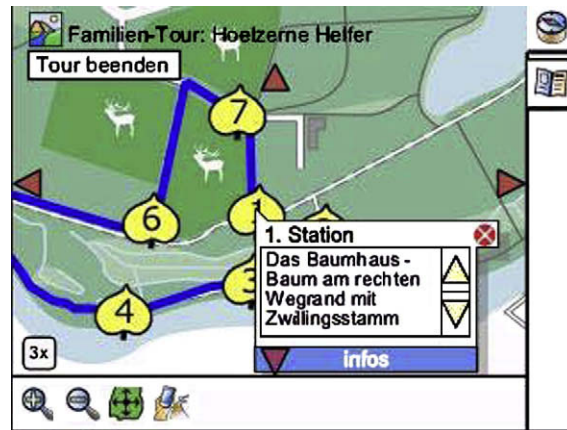 Familien-Tour: Hoelzerne Helfer
Tour beenden
7
6
1
1. Station
Das Baumhaus -
Baum am rechten
Wegrand mit
Zwillingsstamm
3
4
3x
infos